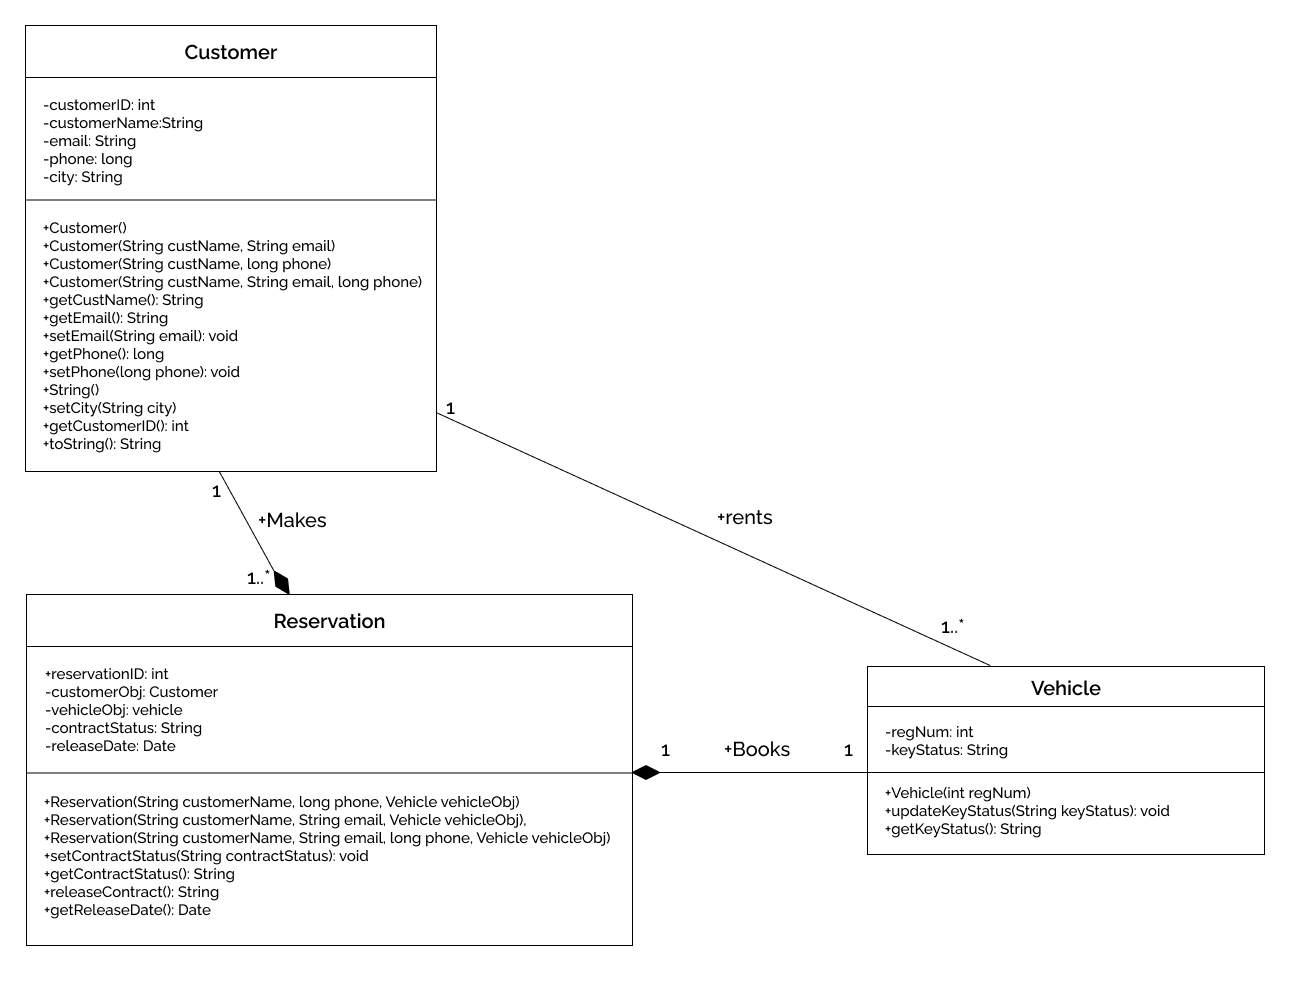 Customer
-customerID: int
-customerName:String
-email: String
-phone: long
-city: String
+Customer()
+Customer(String custName, String email)
+Customer(String custName, long phone)
+Customer(String custName, String email, long phone)
+getCustName(): String
+getEmail(): String
+setEmail(String email): void
+getPhone(): long
+setPhone(long phone): void
+String()
+setCity(String city)
+getCustomerID(): int
+toString(): String
1
1
+Makes
+rents
1..*
1..*
Reservation
+reservationID: int
-customerObj: Customer
-vehicleObj: vehicle
-contractStatus: String
-releaseDate: Date
+Reservation(String customerName, long phone, Vehicle vehicleObj)
+Reservation(String customerName, String email, Vehicle vehicleObj),
+Reservation(String customerName, String email, long phone, Vehicle vehicleObj)
+setContractStatus(String contractStatus): void
+getContractStatus(): String
+releaseContract(): String
+getReleaseDate(): Date
1 +Books 1
Vehicle
-regNum: int
-keyStatus: String
+Vehicle(int regNum)
+updateKeyStatus(String keyStatus): void
+getKeyStatus(): String